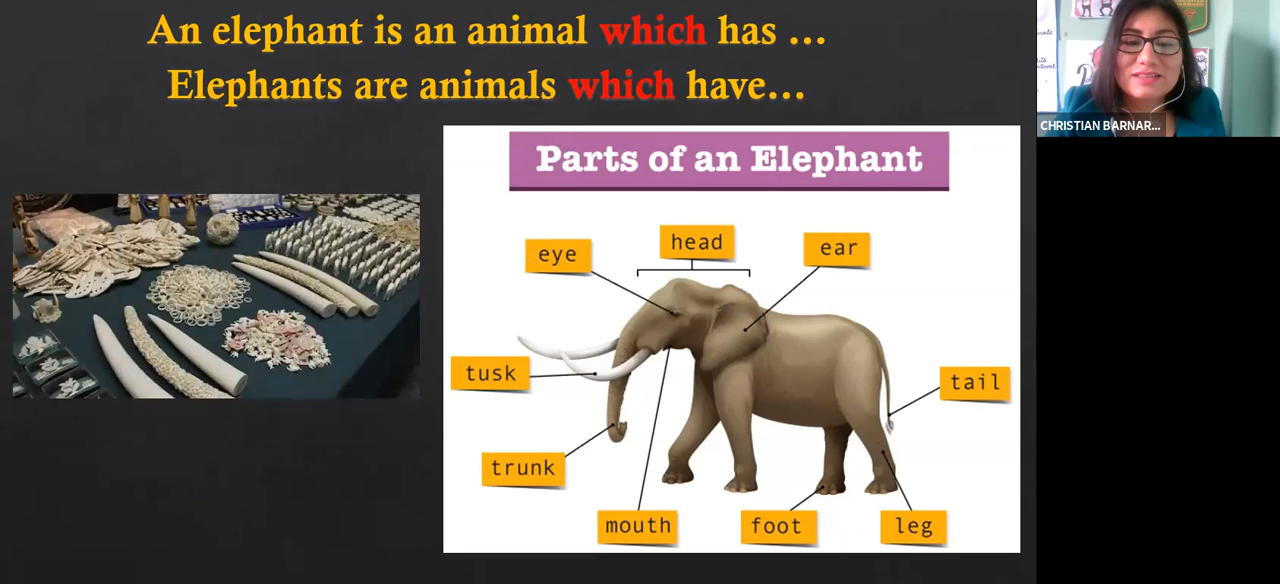 An elephant is an animal which has ...
Elephants are animals which have...
CHRISTIAN BARNAR...
Parts of an Elephant
head
eye
ear
tusk
tail
trunk
mouth
foot
leg